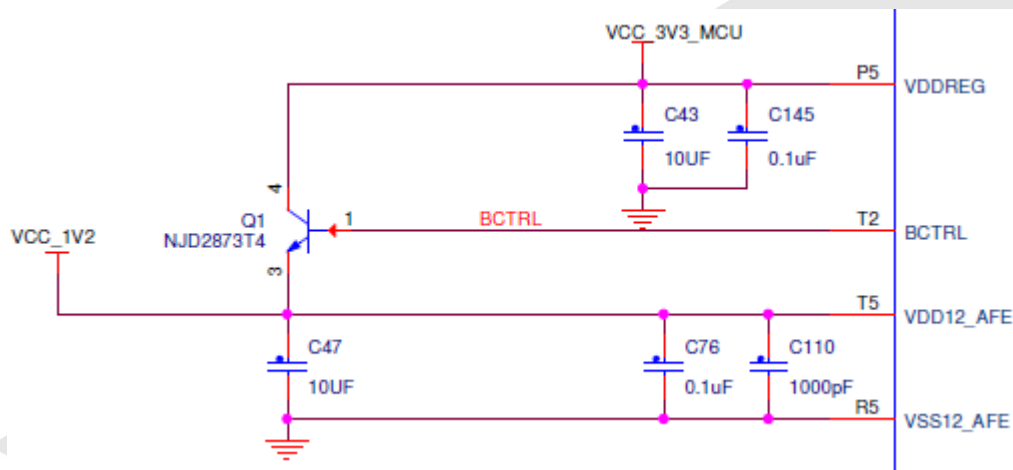 VCC_3V3_MCU
P5
VDDREG
C43
10UF
C145
0.1uF
4
Q1
NJD2873T4
1
BCTRL
T2
BCTRL
VCC_1V2
3
T5
VDD12_AFE
C47
10UF
C76
0.1uF
C110
1000pF
R5
VSS12_AFE